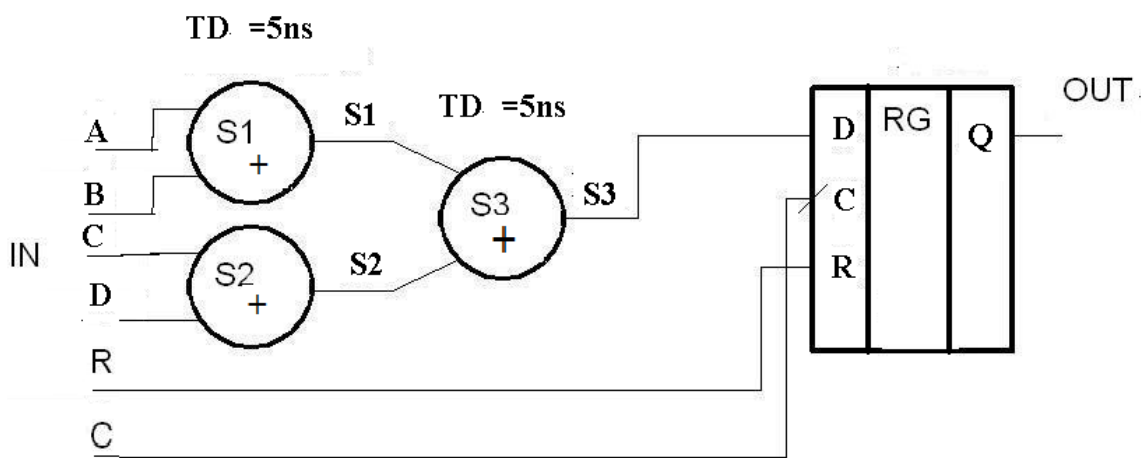 TD =5ns
TD =5ns
A
B
IN
C
D
R
C
S1
+
S2
+
S1
S2
S3
+
S3
D
C
R
RG
Q
OUT